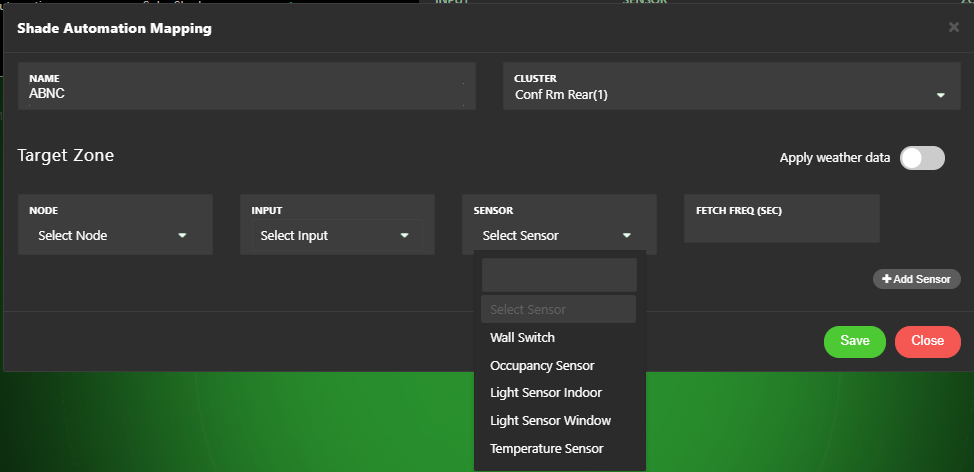 INPUT SENSOR
Shade Automation Mapping ×
NAME
ABNC
CLUSTER
Conf Rm Rear(1)
Target Zone
Apply weather data
NODE
Select Node
INPUT
Select Input
SENSOR
Select Sensor
FETCH FREQ (SEC)
Select Sensor
Wall Switch
Occupancy Sensor
Light Sensor Indoor
Light Sensor Window
Temperature Sensor
+ Add Sensor
Save
Close